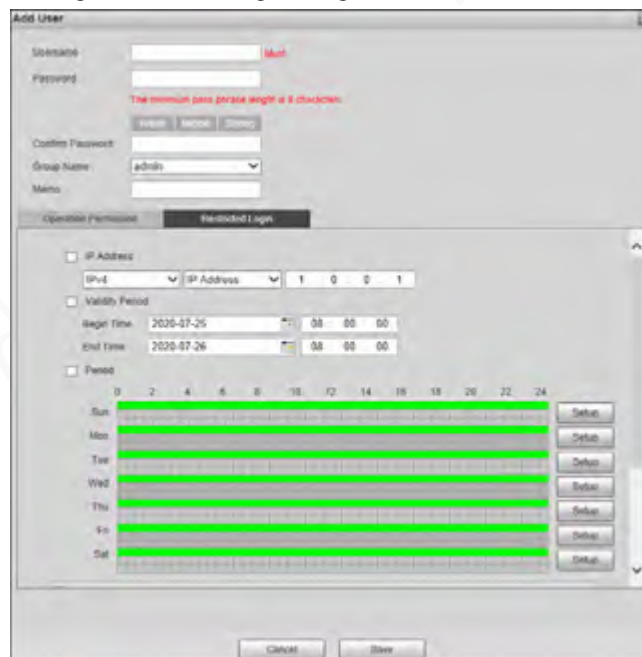 Add User
Username Must
Password
The minimum pass phrase length is 8 characters
Weak Middle Strong
Confirm Password
Group Name admin
Memo
Operation Permission Restricted Login
IP Address
IPv4 IP Address 1 0 0 1
Validity Period
Begin Time 2020-07-25 08 00 00
End Time 2020-07-26 08 00 00
Period
0 2 4 6 8 10 12 14 16 18 20 22 24
Sun Setup
Mon Setup
Tue Setup
Wed Setup
Thu Setup
Fri Setup
Sat Setup
Cancel Save